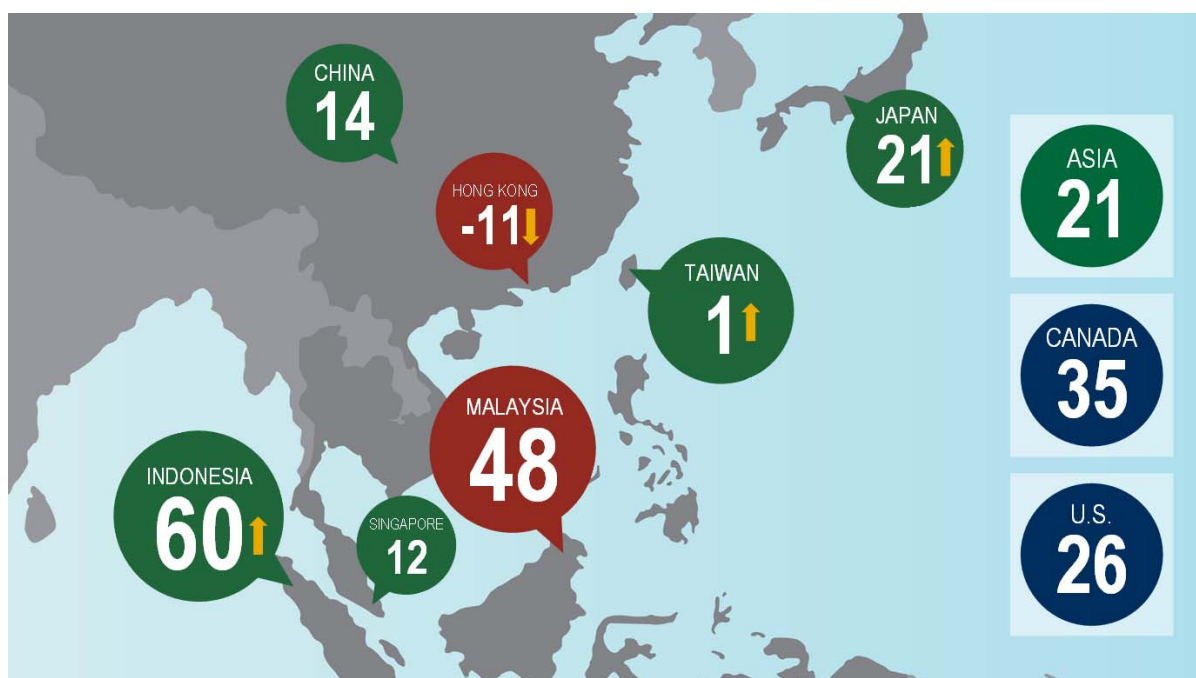 CHINA
14
HONG KONG
-11
JAPAN
21
TAIWAN
1
MALAYSIA
48
INDONESIA
60
SINGAPORE
12
ASIA
21
CANADA
35
U.S.
26